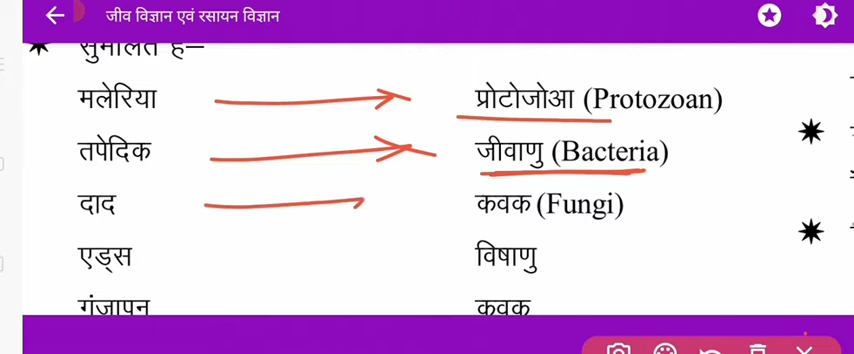 जीव विज्ञान एवं रसायन विज्ञान
सुमेलित है—
मलेरिया प्रोटोजोआ (Protozoan)
तपेदिक जीवाणु (Bacteria)
दाद कवक (Fungi)
एड्स विषाणु
गंजापन कवक